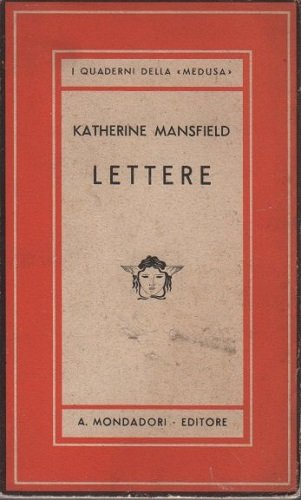 I QUADERNI DELLA «MEDUSA»
KATHERINE MANSFIELD
LETTERE
A. MONDADORI - EDITORE